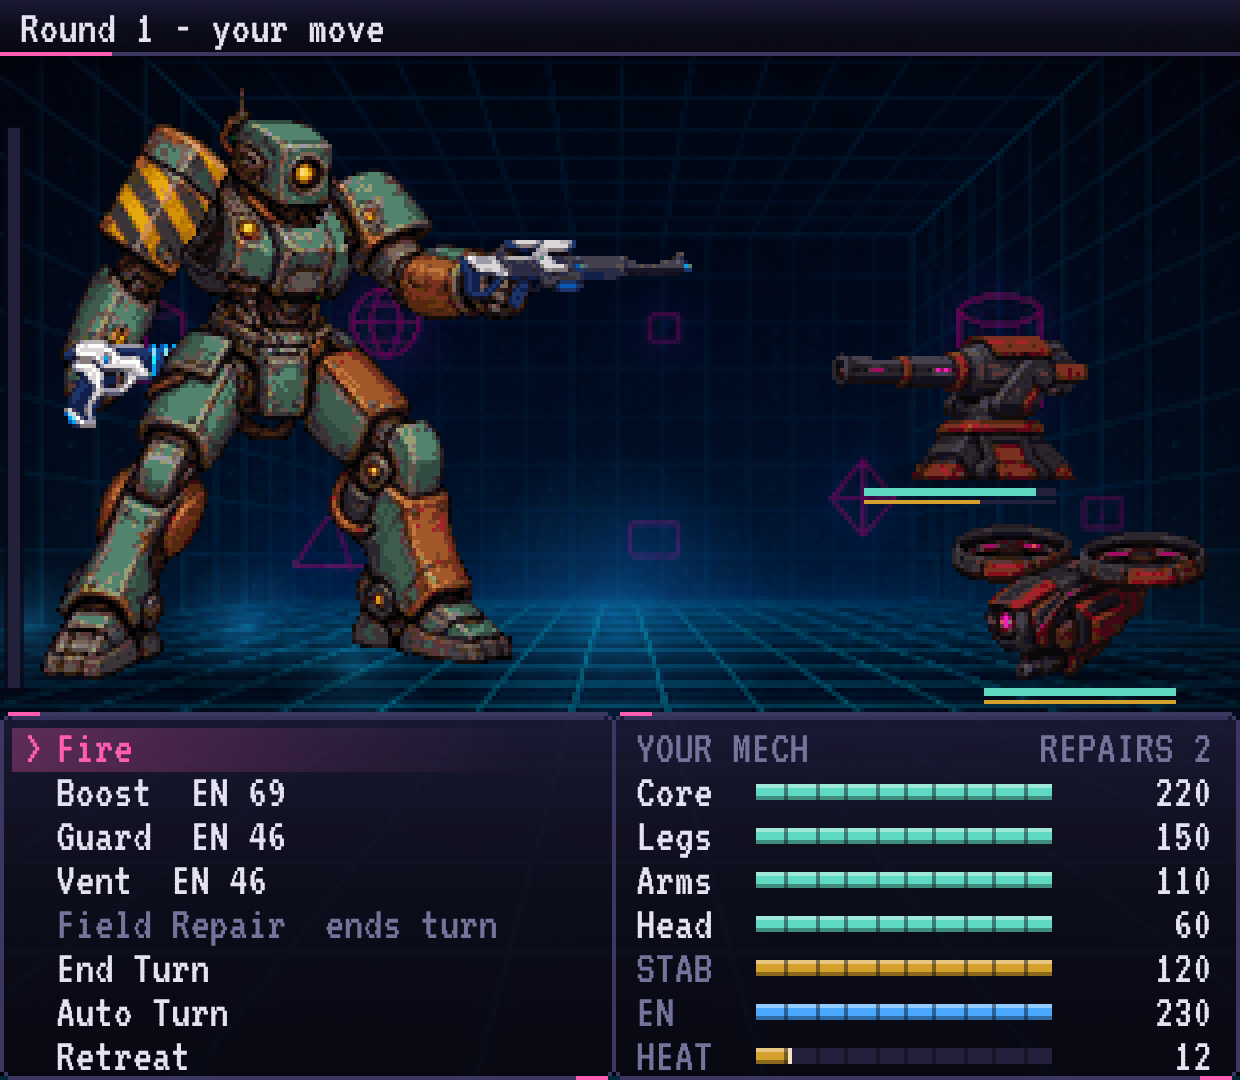 Round 1 - your move
> Fire
Boost EN 69
Guard EN 46
Vent EN 46
Field Repair ends turn
End Turn
Auto Turn
Retreat
YOUR MECH REPAIRS 2
Core 220
Legs 150
Arms 110
Head 60
STAB 120
EN 230
HEAT 12